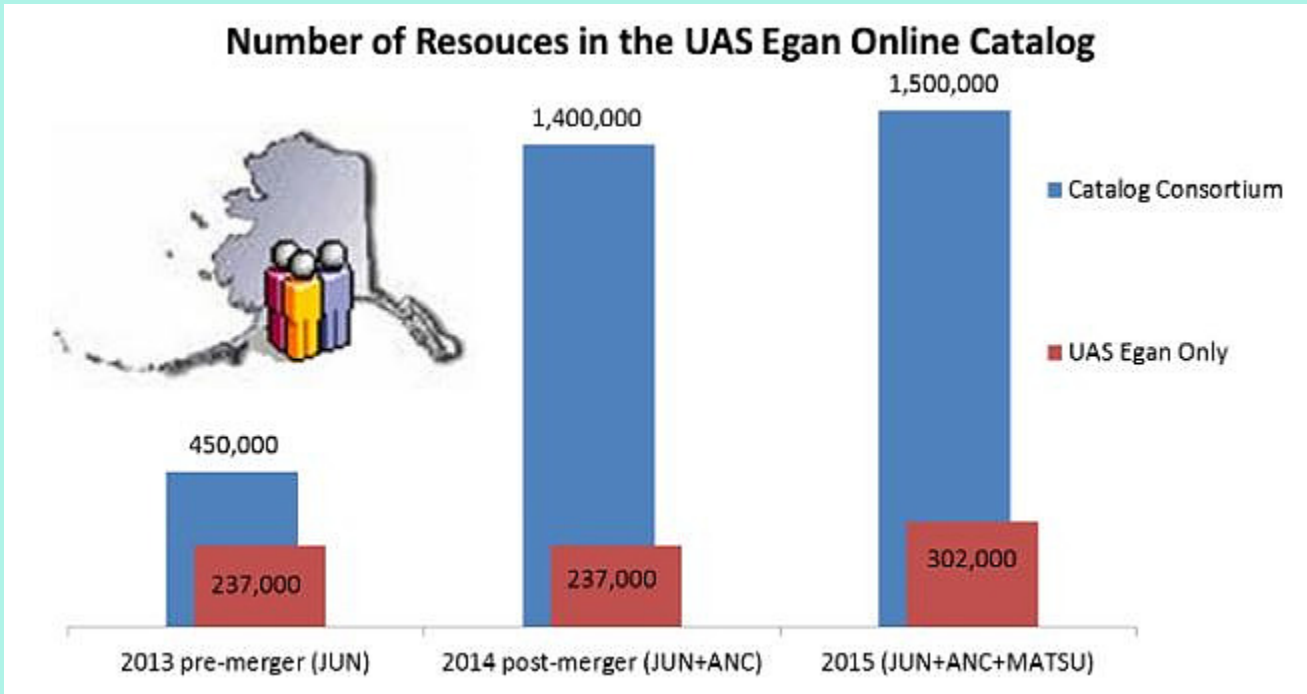 Number of Resouces in the UAS Egan Online Catalog
1,500,000
1,400,000
Catalog Consortium
UAS Egan Only
450,000
237,000
237,000
302,000
2013 pre-merger (JUN)
2014 post-merger (JUN+ANC)
2015 (JUN+ANC+MATSU)